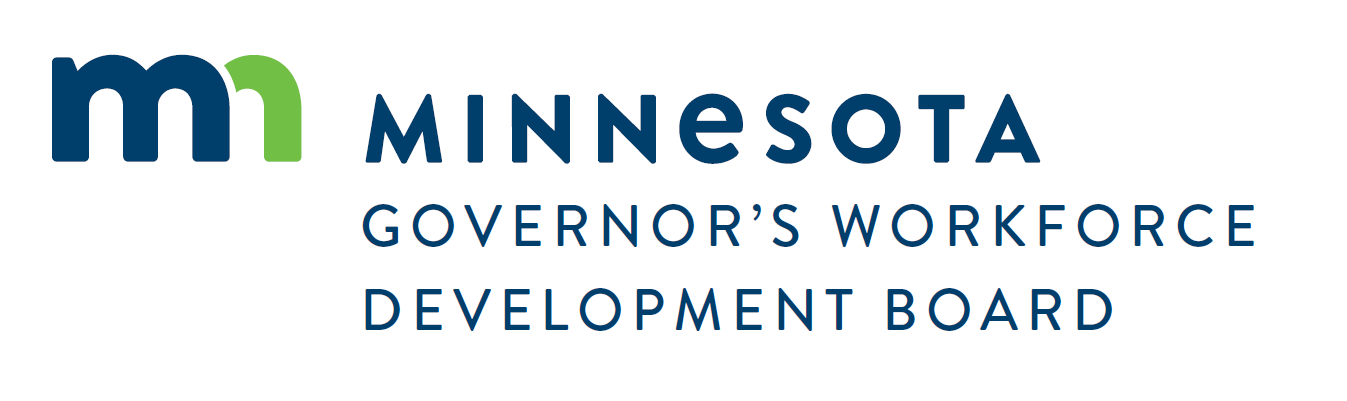 mn
MINNeSOTA
GOVERNOR’S WORKFORCE
DEVELOPMENT BOARD